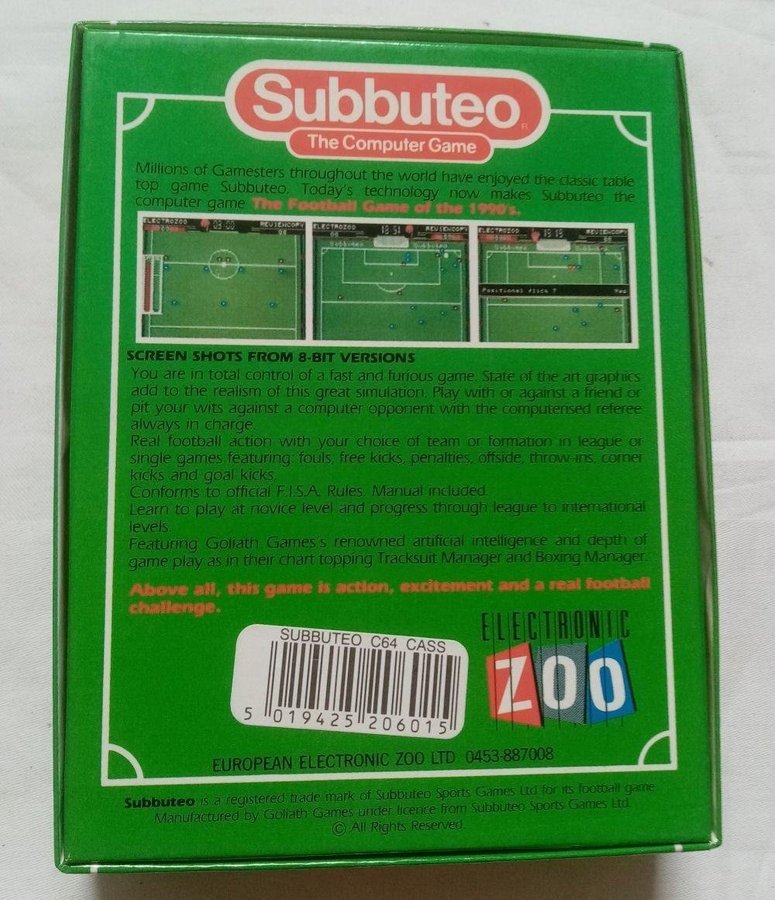 Subbuteo
The Computer Game
Millions of Gamesters throughout the world have enjoyed the classic table
top game Subbuteo. Today's technology now makes Subbuteo the
computer game The Football Game of the 1990's.
ELECTROZOO 03:00 REVIEWCOPY
ELECTROZOO REVIEWCOPY
ELECTROZOO REVIEWCOPY
Positional flick ?
SCREEN SHOTS FROM 8-BIT VERSIONS
You are in total control of a fast and furious game. State of the art graphics
add to the realism of this great simulation. Play with or against a friend or
pit your wits against a computer opponent with the computerised referee
always in charge.
Real football action with your choice of team or formation in league or
single games featuring: fouls, free kicks, penalties, offside, throw-ins, corner
kicks and goal kicks.
Conforms to official F.I.S.A. Rules. Manual included.
Learn to play at novice level and progress through league to international
levels.
Featuring Goliath Games's renowned artificial intelligence and depth of
game play as in their chart topping Tracksuit Manager and Boxing Manager.
Above all, this game is action, excitement and a real football
challenge.
SUBBUTEO C64 CASS
5 019425 206015
ELECTRONIC
ZOO
EUROPEAN ELECTRONIC ZOO LTD 0453-887008
Subbuteo is a registered trade mark of Subbuteo Sports Games Ltd for its football game
Manufactured by Goliath Games under licence from Subbuteo Sports Games Ltd.
© All Rights Reserved.